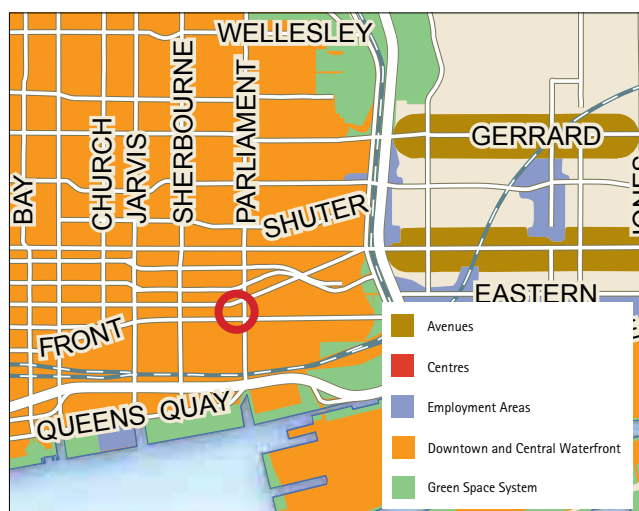 WELLESLEY
BAY
CHURCH
JARVIS
SHERBOURNE
PARLIAMENT
GERRARD
SHUTER
EASTERN
FRONT
QUEENS QUAY
Avenues
Centres
Employment Areas
Downtown and Central Waterfront
Green Space System